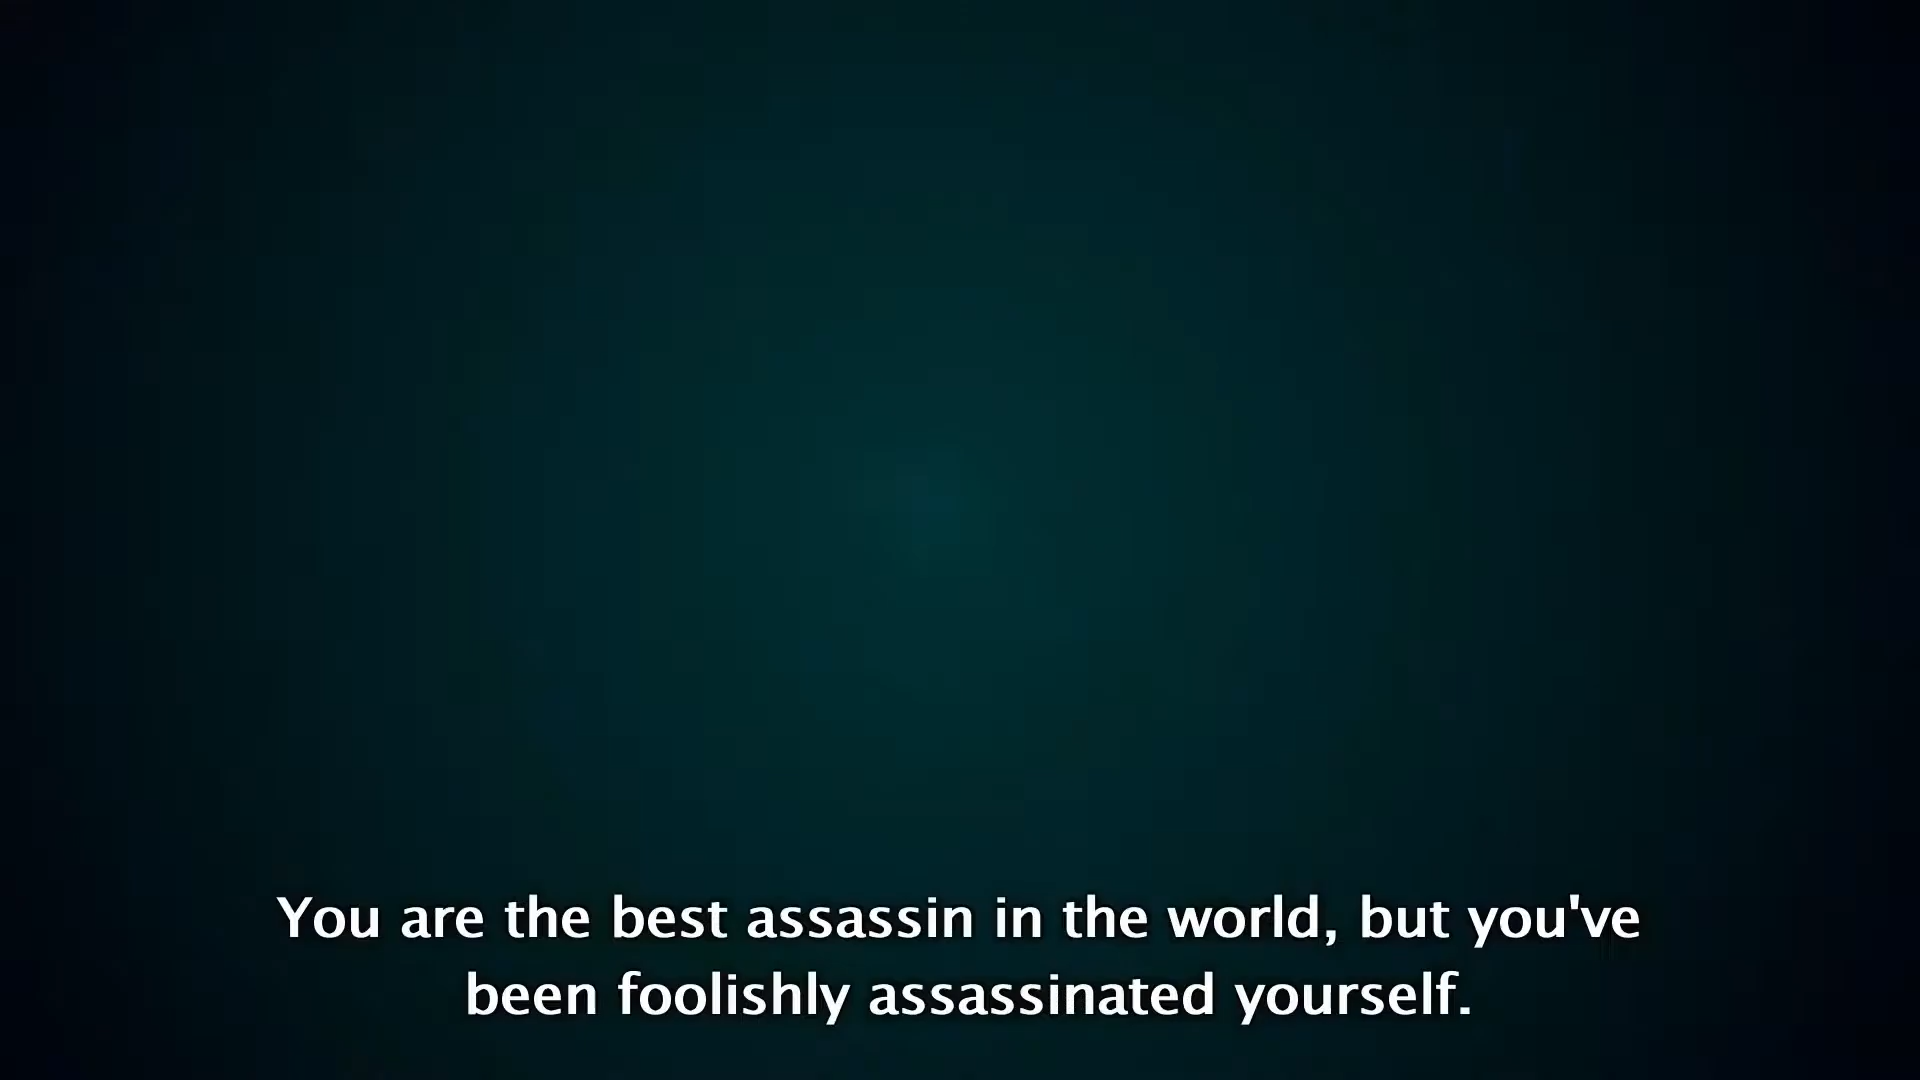 You are the best assassin in the world, but you've
been foolishly assassinated yourself.